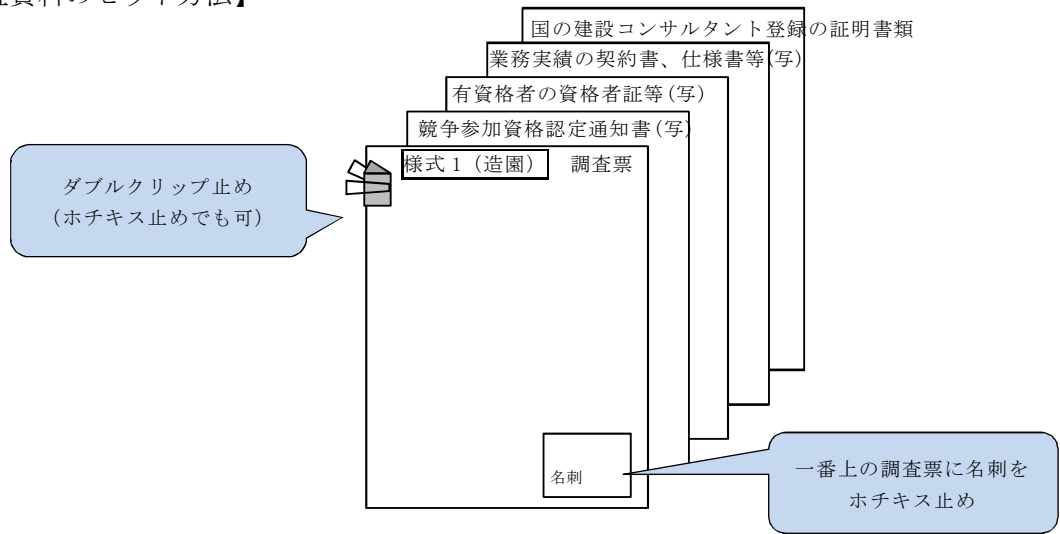 資料のセット方法】
国の建設コンサルタント登録の証明書類
業務実績の契約書、仕様書等(写)
有資格者の資格者証等(写)
競争参加資格認定通知書(写)
様式1(造園) 調査票
ダブルクリップ止め
(ホチキス止めでも可)
名刺
一番上の調査票に名刺を
ホチキス止め